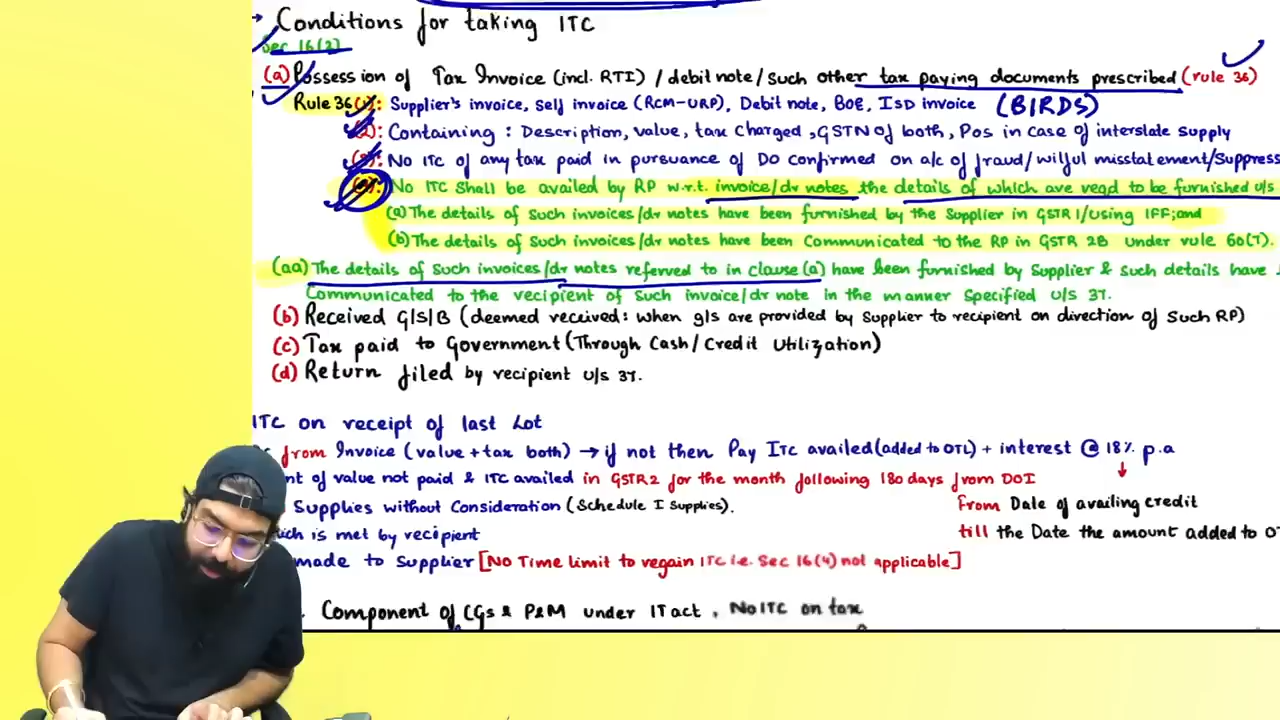 Conditions for taking ITC
Sec 16(2)
(a) Possession of Tax Invoice (incl. RTI) / debit note / such other tax paying documents prescribed (rule 36)
Rule 36 (1): Supplier's invoice, self invoice (RCM-URP), Debit note, BOE, ISD invoice (BIRDS)
(2): Containing : Description, value, tax charged, GSTN of both, Pos in case of interstate supply
(3): No ITC of any tax paid in pursuance of DO confirmed on a/c of fraud/wilful misstatement/Suppress
(4): No ITC shall be availed by RP w.r.t. invoice/dr notes the details of which are reqd to be furnished u/s
(a) The details of such invoices/dr notes have been furnished by the Supplier in GSTR1/using IFF; and
(b) The details of such invoices/dr notes have been Communicated to the RP in GSTR 2B under rule 60(7).
(aa) The details of such invoices/dr notes referred to in clause (a) have been furnished by Supplier & such details have
Communicated to the recipient of such invoice/dr note in the manner specified u/s 37.
(b) Received G/S/B (deemed received: when g/s are provided by supplier to recipient on direction of such RP)
(c) Tax paid to Government (Through Cash/Credit Utilization)
(d) Return filed by recipient u/s 37.
ITC on receipt of last Lot
from Invoice (value + tax both) → if not then Pay ITC availed (added to OTL) + interest @ 18% p.a
nt of value not paid & ITC availed in GSTR2 for the month following 180 days from DOI
From Date of availing credit
Supplies without Consideration (Schedule I Supplies).
till the Date the amount added to OT
ich is met by recipient
made to Supplier [No Time limit to regain ITC i.e. Sec 16(4) not applicable]
Component of CGs & P&M under IT act, No ITC on tax